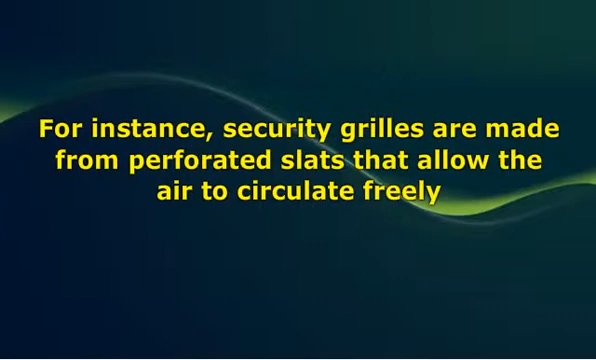 For instance, security grilles are made
from perforated slats that allow the
air to circulate freely